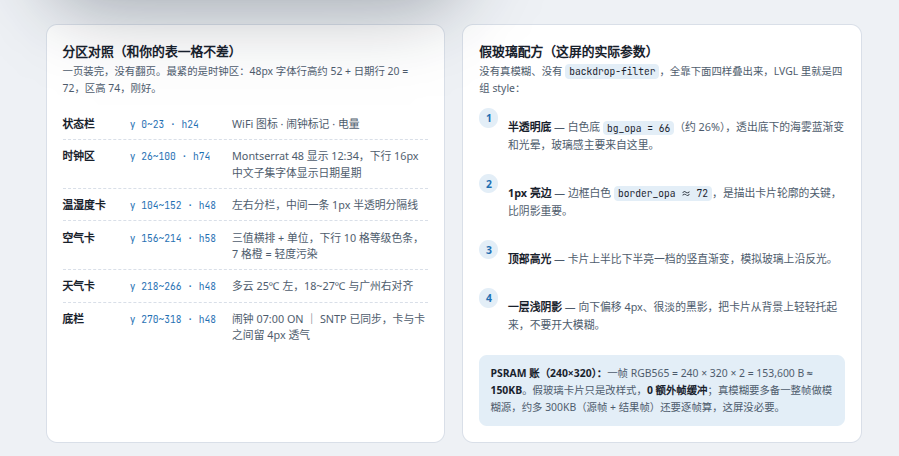 分区对照（和你的表一格不差）
一页装完，没有翻页。最紧的是时钟区：48px 字体行高约 52 + 日期行 20 =
72，区高 74，刚好。
状态栏 y 0~23 · h24 WiFi 图标 · 闹钟标记 · 电量
时钟区 y 26~100 · h74 Montserrat 48 显示 12:34，下行 16px
中文子集字体显示日期星期
温湿度卡 y 104~152 · h48 左右分栏，中间一条 1px 半透明分隔线
空气卡 y 156~214 · h58 三值横排 + 单位，下行 10 格等级色条，
7 格橙 = 轻度污染
天气卡 y 218~266 · h48 多云 25°C 左，18~27°C 与广州右对齐
底栏 y 270~318 · h48 闹钟 07:00 ON ｜ SNTP 已同步，卡与卡
之间留 4px 透气
假玻璃配方（这屏的实际参数）
没有真模糊、没有 backdrop-filter，全靠下面四样叠出来，LVGL 里就是四
组 style：
1 半透明底 — 白色底 bg_opa = 66 （约 26%），透出底下的海雾蓝渐变
和光晕，玻璃感主要来自这里。
2 1px 亮边 — 边框白色 border_opa ≈ 72，是描出卡片轮廓的关键，
比阴影重要。
3 顶部高光 — 卡片上半比下半亮一档的竖直渐变，模拟玻璃上沿反光。
4 一层浅阴影 — 向下偏移 4px、很淡的黑影，把卡片从背景上轻轻托起
来，不要开大模糊。
PSRAM 账（240×320）：一帧 RGB565 = 240 × 320 × 2 = 153,600 B ≈
150KB。假玻璃卡片只是改样式，0 额外帧缓冲；真模糊要多备一整帧做模
糊源，约多 300KB（源帧 + 结果帧）还要逐帧算，这屏没必要。